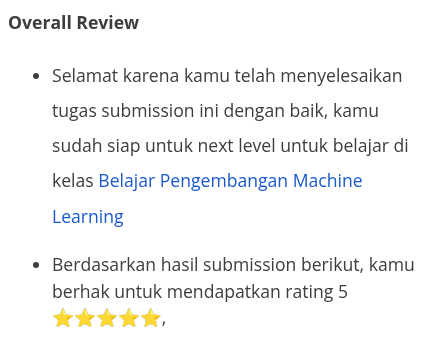 Overall Review
• Selamat karena kamu telah menyelesaikan
tugas submission ini dengan baik, kamu
sudah siap untuk next level untuk belajar di
kelas Belajar Pengembangan Machine
Learning
• Berdasarkan hasil submission berikut, kamu
berhak untuk mendapatkan rating 5
⭐⭐⭐⭐⭐,